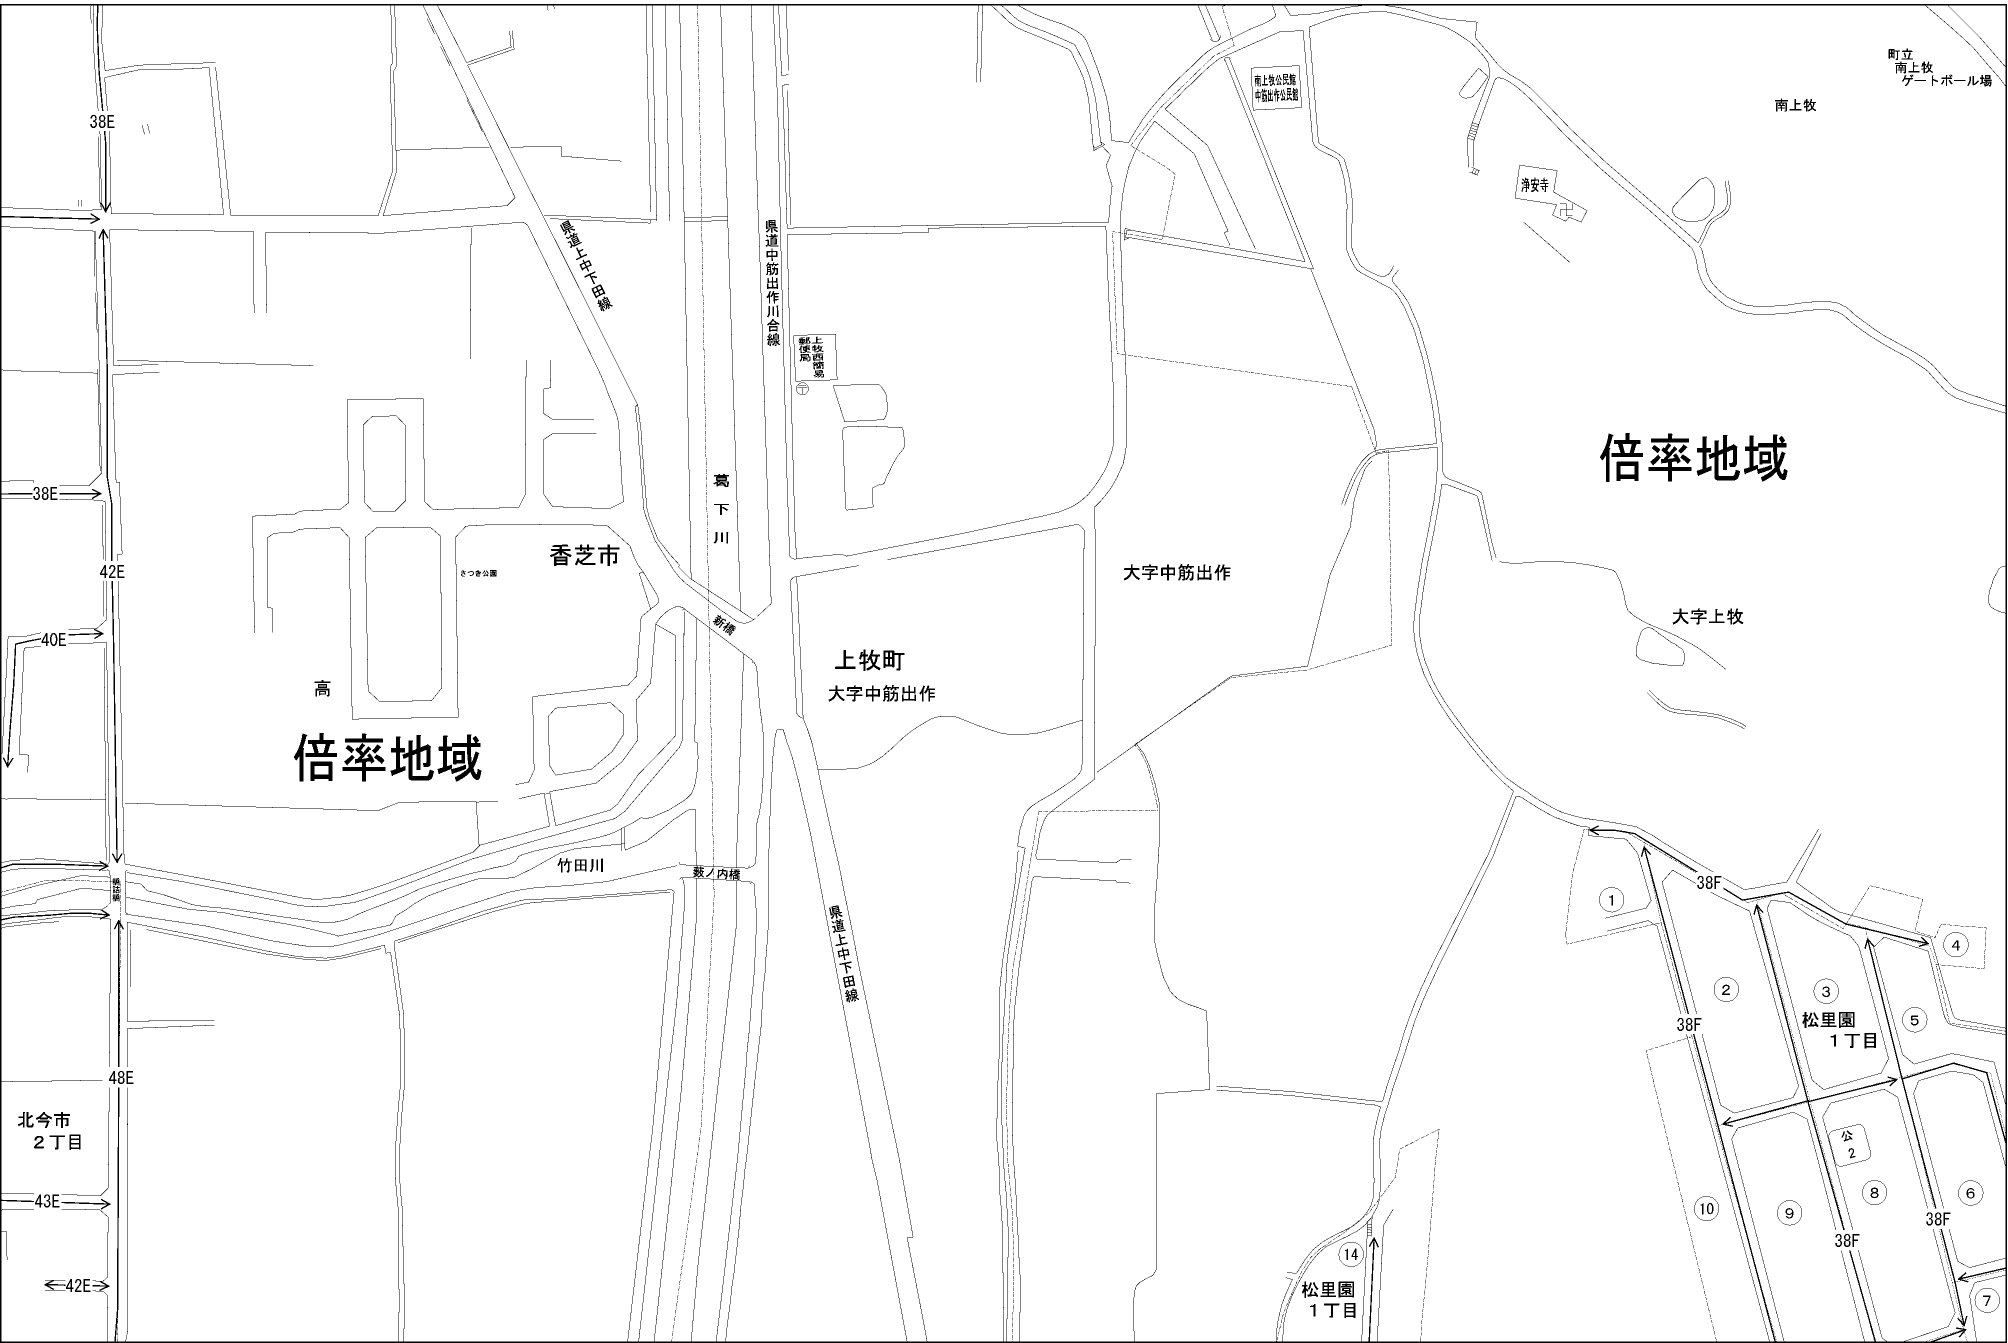 町立
南上牧
ゲートボール場
南上牧公民館
中筋出作公民館
南上牧
38E
浄安寺
県道上中下田線
県道中筋出作川合線
上牧西簡易
郵便局
倍率地域
葛下川
38E
香芝市
42E
さつき公園
大字中筋出作
大字上牧
新橋
40E
上牧町
大字中筋出作
高
倍率地域
竹田川
藪ノ内橋
38F
1
県道上中下田線
4
2
3
松里園
1丁目
5
38F
48E
北今市
2丁目
公
2
43E
10
9
8
6
38F
38F
14
42E
松里園
1丁目
7